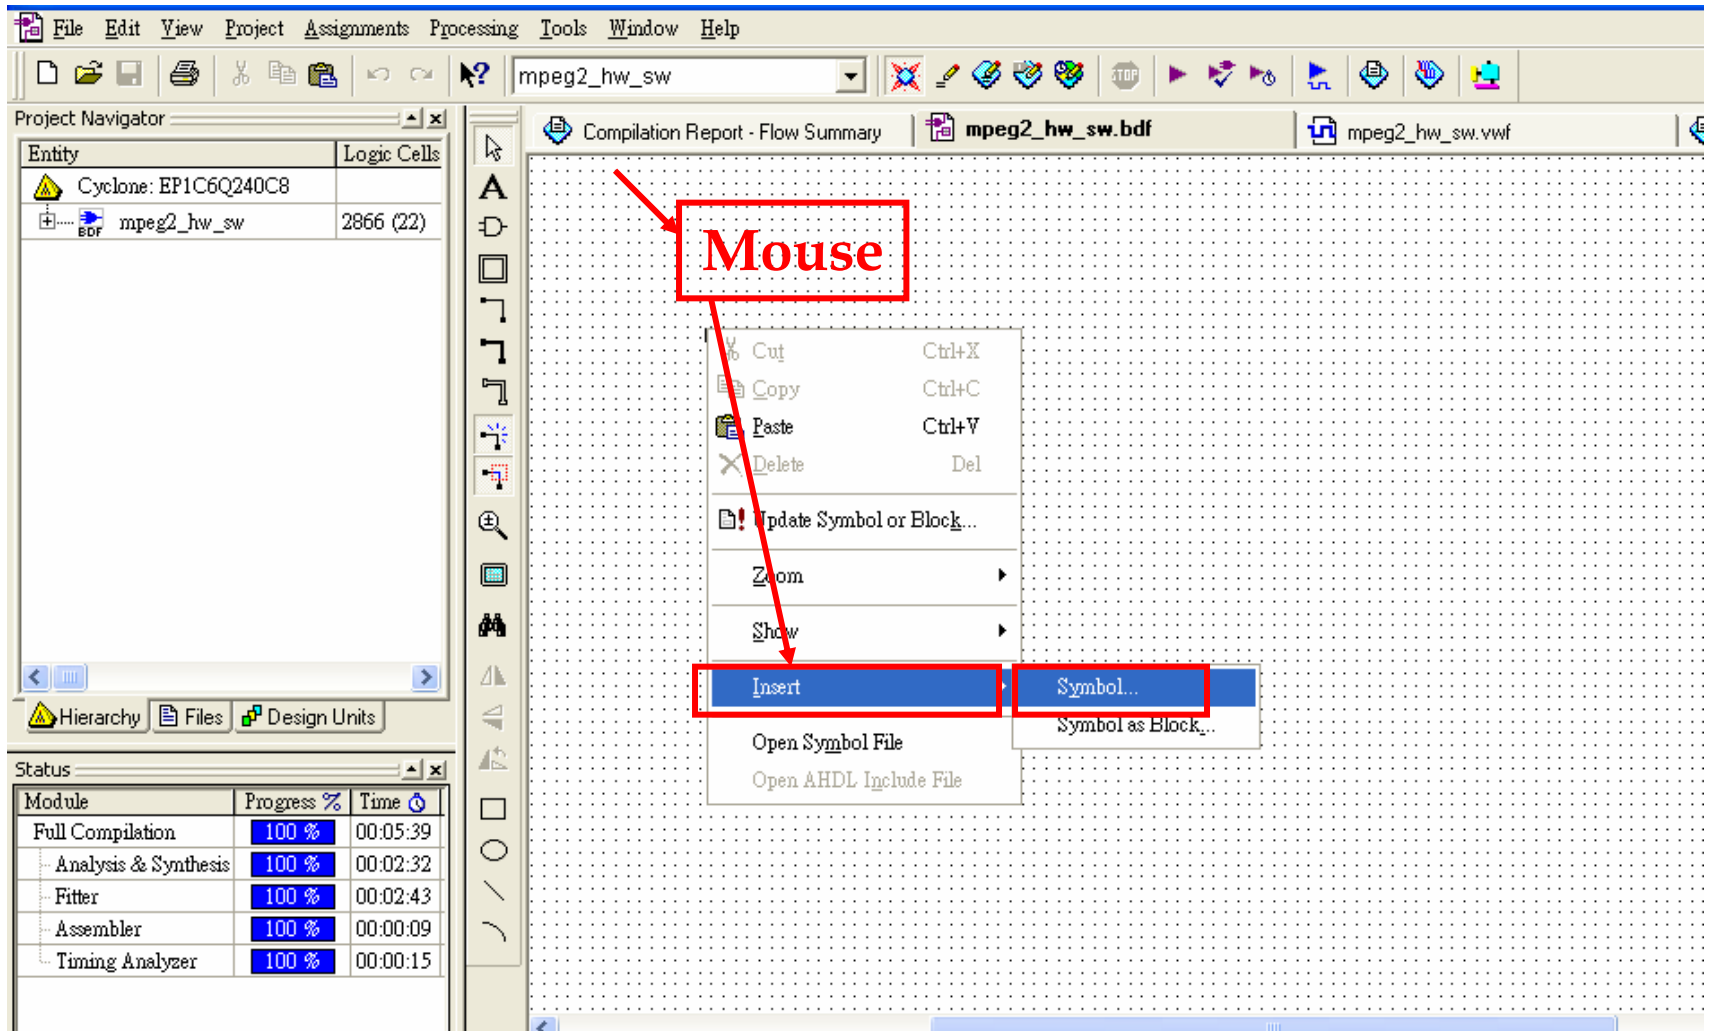 File Edit View Project Assignments Processing Tools Window Help
mpeg2_hw_sw
STOP
Project Navigator
Entity Logic Cells
Cyclone: EP1C6Q240C8
BDF mpeg2_hw_sw 2866 (22)
Hierarchy Files Design Units
Status
Module Progress % Time
Full Compilation 100 % 00:05:39
Analysis & Synthesis 100 % 00:02:32
Fitter 100 % 00:02:43
Assembler 100 % 00:00:09
Timing Analyzer 100 % 00:00:15
Compilation Report - Flow Summary mpeg2_hw_sw.bdf mpeg2_hw_sw.vwf
A
Mouse
Cut Ctrl+X
Copy Ctrl+C
Paste Ctrl+V
Delete Del
Update Symbol or Block...
Zoom
Show
Insert
Symbol...
Symbol as Block...
Open Symbol File
Open AHDL Include File